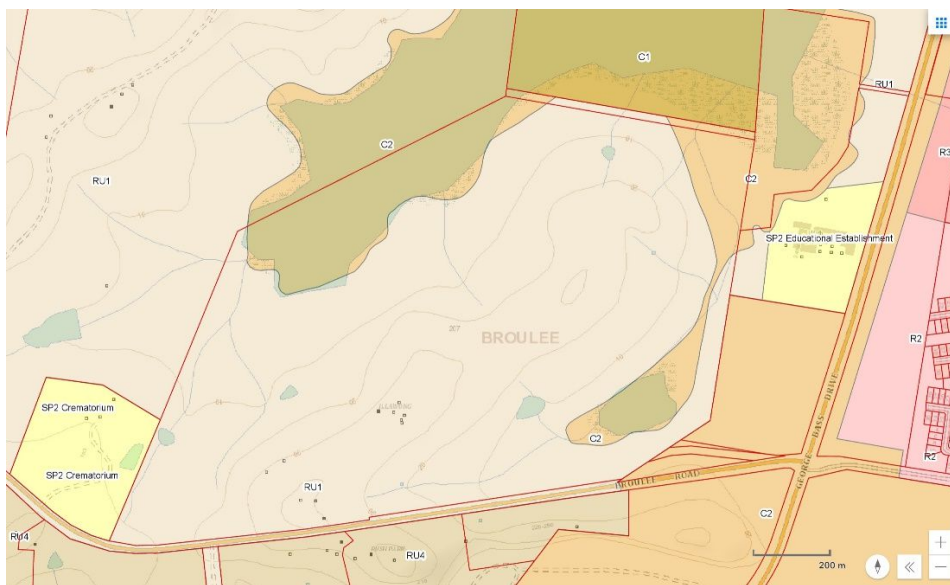 C1
RU1
C2
R3
RU1
C2
SP2 Educational Establishment
BROULEE
R2
SP2 Crematorium
C2
SP2 Crematorium
R2
RU1
BROULEE ROAD
GEORGE BASS DRIVE
C2
RU4
RU4
200 m